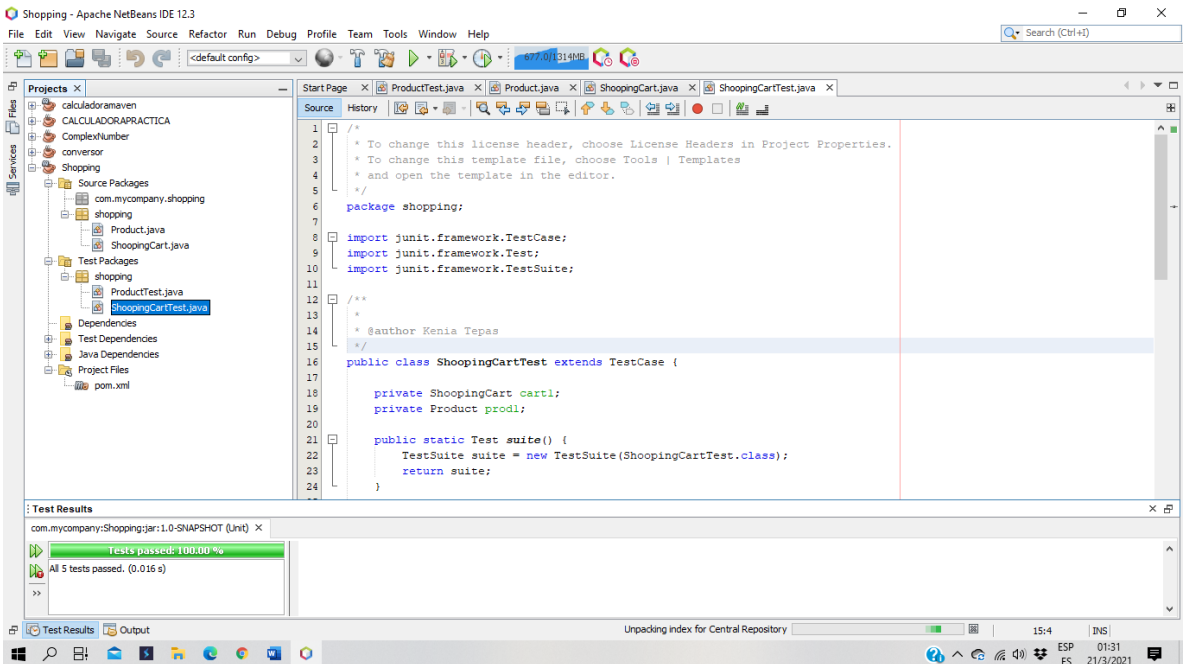 Shopping - Apache NetBeans IDE 12.3
File Edit View Navigate Source Refactor Run Debug Profile Team Tools Window Help
Search (Ctrl+I)
<default config>
677.0/1314MB
Projects
Files
Services
calculadoramaven
CALCULADORAPRACTICA
ComplexNumber
conversor
Shopping
Source Packages
com.mycompany.shopping
shopping
Product.java
ShoopingCart.java
Test Packages
shopping
ProductTest.java
ShoopingCartTest.java
Dependencies
Test Dependencies
Java Dependencies
Project Files
pom.xml
Start Page ProductTest.java Product.java ShoopingCart.java ShoopingCartTest.java
Source History
1 /*
2 * To change this license header, choose License Headers in Project Properties.
3 * To change this template file, choose Tools | Templates
4 * and open the template in the editor.
5 */
6 package shopping;
7
8 import junit.framework.TestCase;
9 import junit.framework.Test;
10 import junit.framework.TestSuite;
11
12 /**
13 *
14 * @author Kenia Tepas
15 */
16 public class ShoopingCartTest extends TestCase {
17
18 private ShoopingCart cart1;
19 private Product prod1;
20
21 public static Test suite() {
22 TestSuite suite = new TestSuite(ShoopingCartTest.class);
23 return suite;
24 }
Test Results
com.mycompany:Shopping:jar:1.0-SNAPSHOT (Unit)
Tests passed: 100.00 %
All 5 tests passed. (0.016 s)
Test Results Output
Unpacking index for Central Repository
15:4 INS
ESP
ES
01:31
21/3/2021